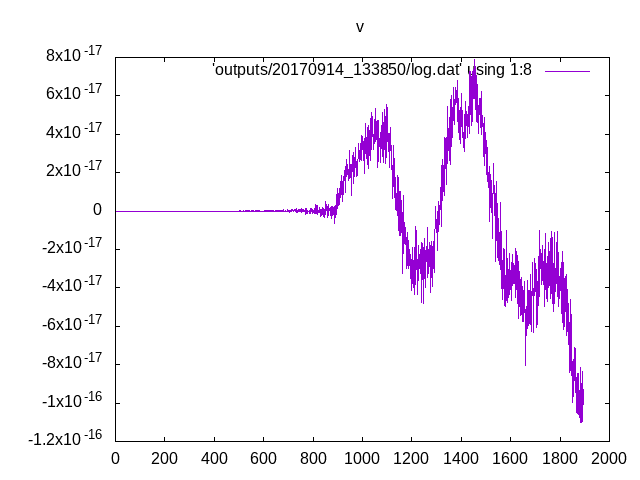 v
'outputs/20170914_133850/log.dat' using 1:8
8x10^-17
6x10^-17
4x10^-17
2x10^-17
0
-2x10^-17
-4x10^-17
-6x10^-17
-8x10^-17
-1x10^-16
-1.2x10^-16
0 200 400 600 800 1000 1200 1400 1600 1800 2000